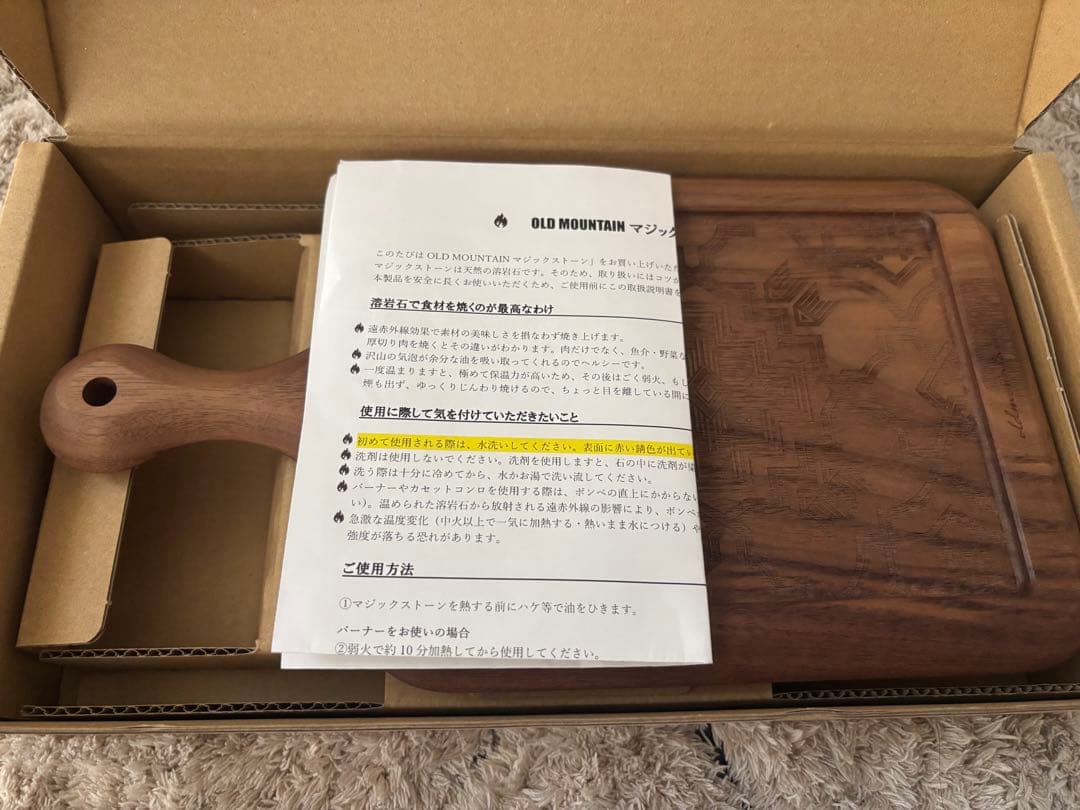 OLD MOUNTAIN マジック
このたびは OLD MOUNTAIN マジックストーン」をお買い上げいた
マジックストーンは天然の溶岩石です。そのため、取り扱いにはコツが
本製品を安全に長くお使いいただくため、ご使用前にこの取扱説明書を
溶岩石で食材を焼くのが最高なわけ
遠赤外線効果で素材の美味しさを損なわず焼き上げます。
厚切り肉を焼くとその違いがわかります。肉だけでなく、魚介・野菜な
沢山の気泡が余分な油を吸い取ってくれるのでヘルシーです。
一度温まりますと、極めて保温力が高いため、その後はごく弱火、もし
煙も出ず、ゆっくりじんわり焼けるので、ちょっと目を離している間に
使用に際して気を付けていただきたいこと
初めて使用される際は、水洗いしてください。表面に赤い錆色が出てい
洗剤は使用しないでください。洗剤を使用しますと、石の中に洗剤が
洗う際は十分に冷めてから、水かお湯で洗い流してください。
バーナーやカセットコンロを使用する際は、ボンベの直上にかからない
い)。温められた溶岩石から放射される遠赤外線の影響により、ボンベ
急激な温度変化（中火以上で一気に加熱する・熱いまま水につける）や
強度が落ちる恐れがあります。
ご使用方法
①マジックストーンを熱する前にハケ等で油をひきます。
バーナーをお使いの場合
②弱火で約 10 分加熱してから使用してください。